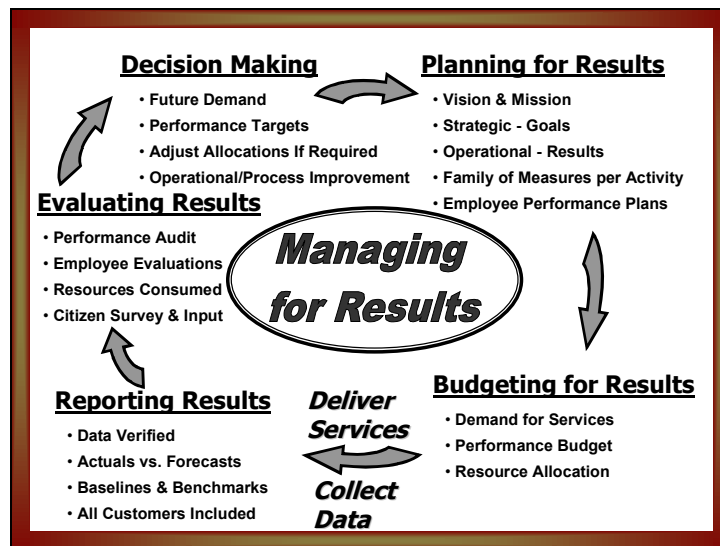 Decision Making
• Future Demand
• Performance Targets
• Adjust Allocations If Required
• Operational/Process Improvement
Planning for Results
• Vision & Mission
• Strategic - Goals
• Operational - Results
• Family of Measures per Activity
• Employee Performance Plans
Evaluating Results
• Performance Audit
• Employee Evaluations
• Resources Consumed
• Citizen Survey & Input
Managing
for Results
Budgeting for Results
• Demand for Services
• Performance Budget
• Resource Allocation
Deliver
Services
Collect
Data
Reporting Results
• Data Verified
• Actuals vs. Forecasts
• Baselines & Benchmarks
• All Customers Included